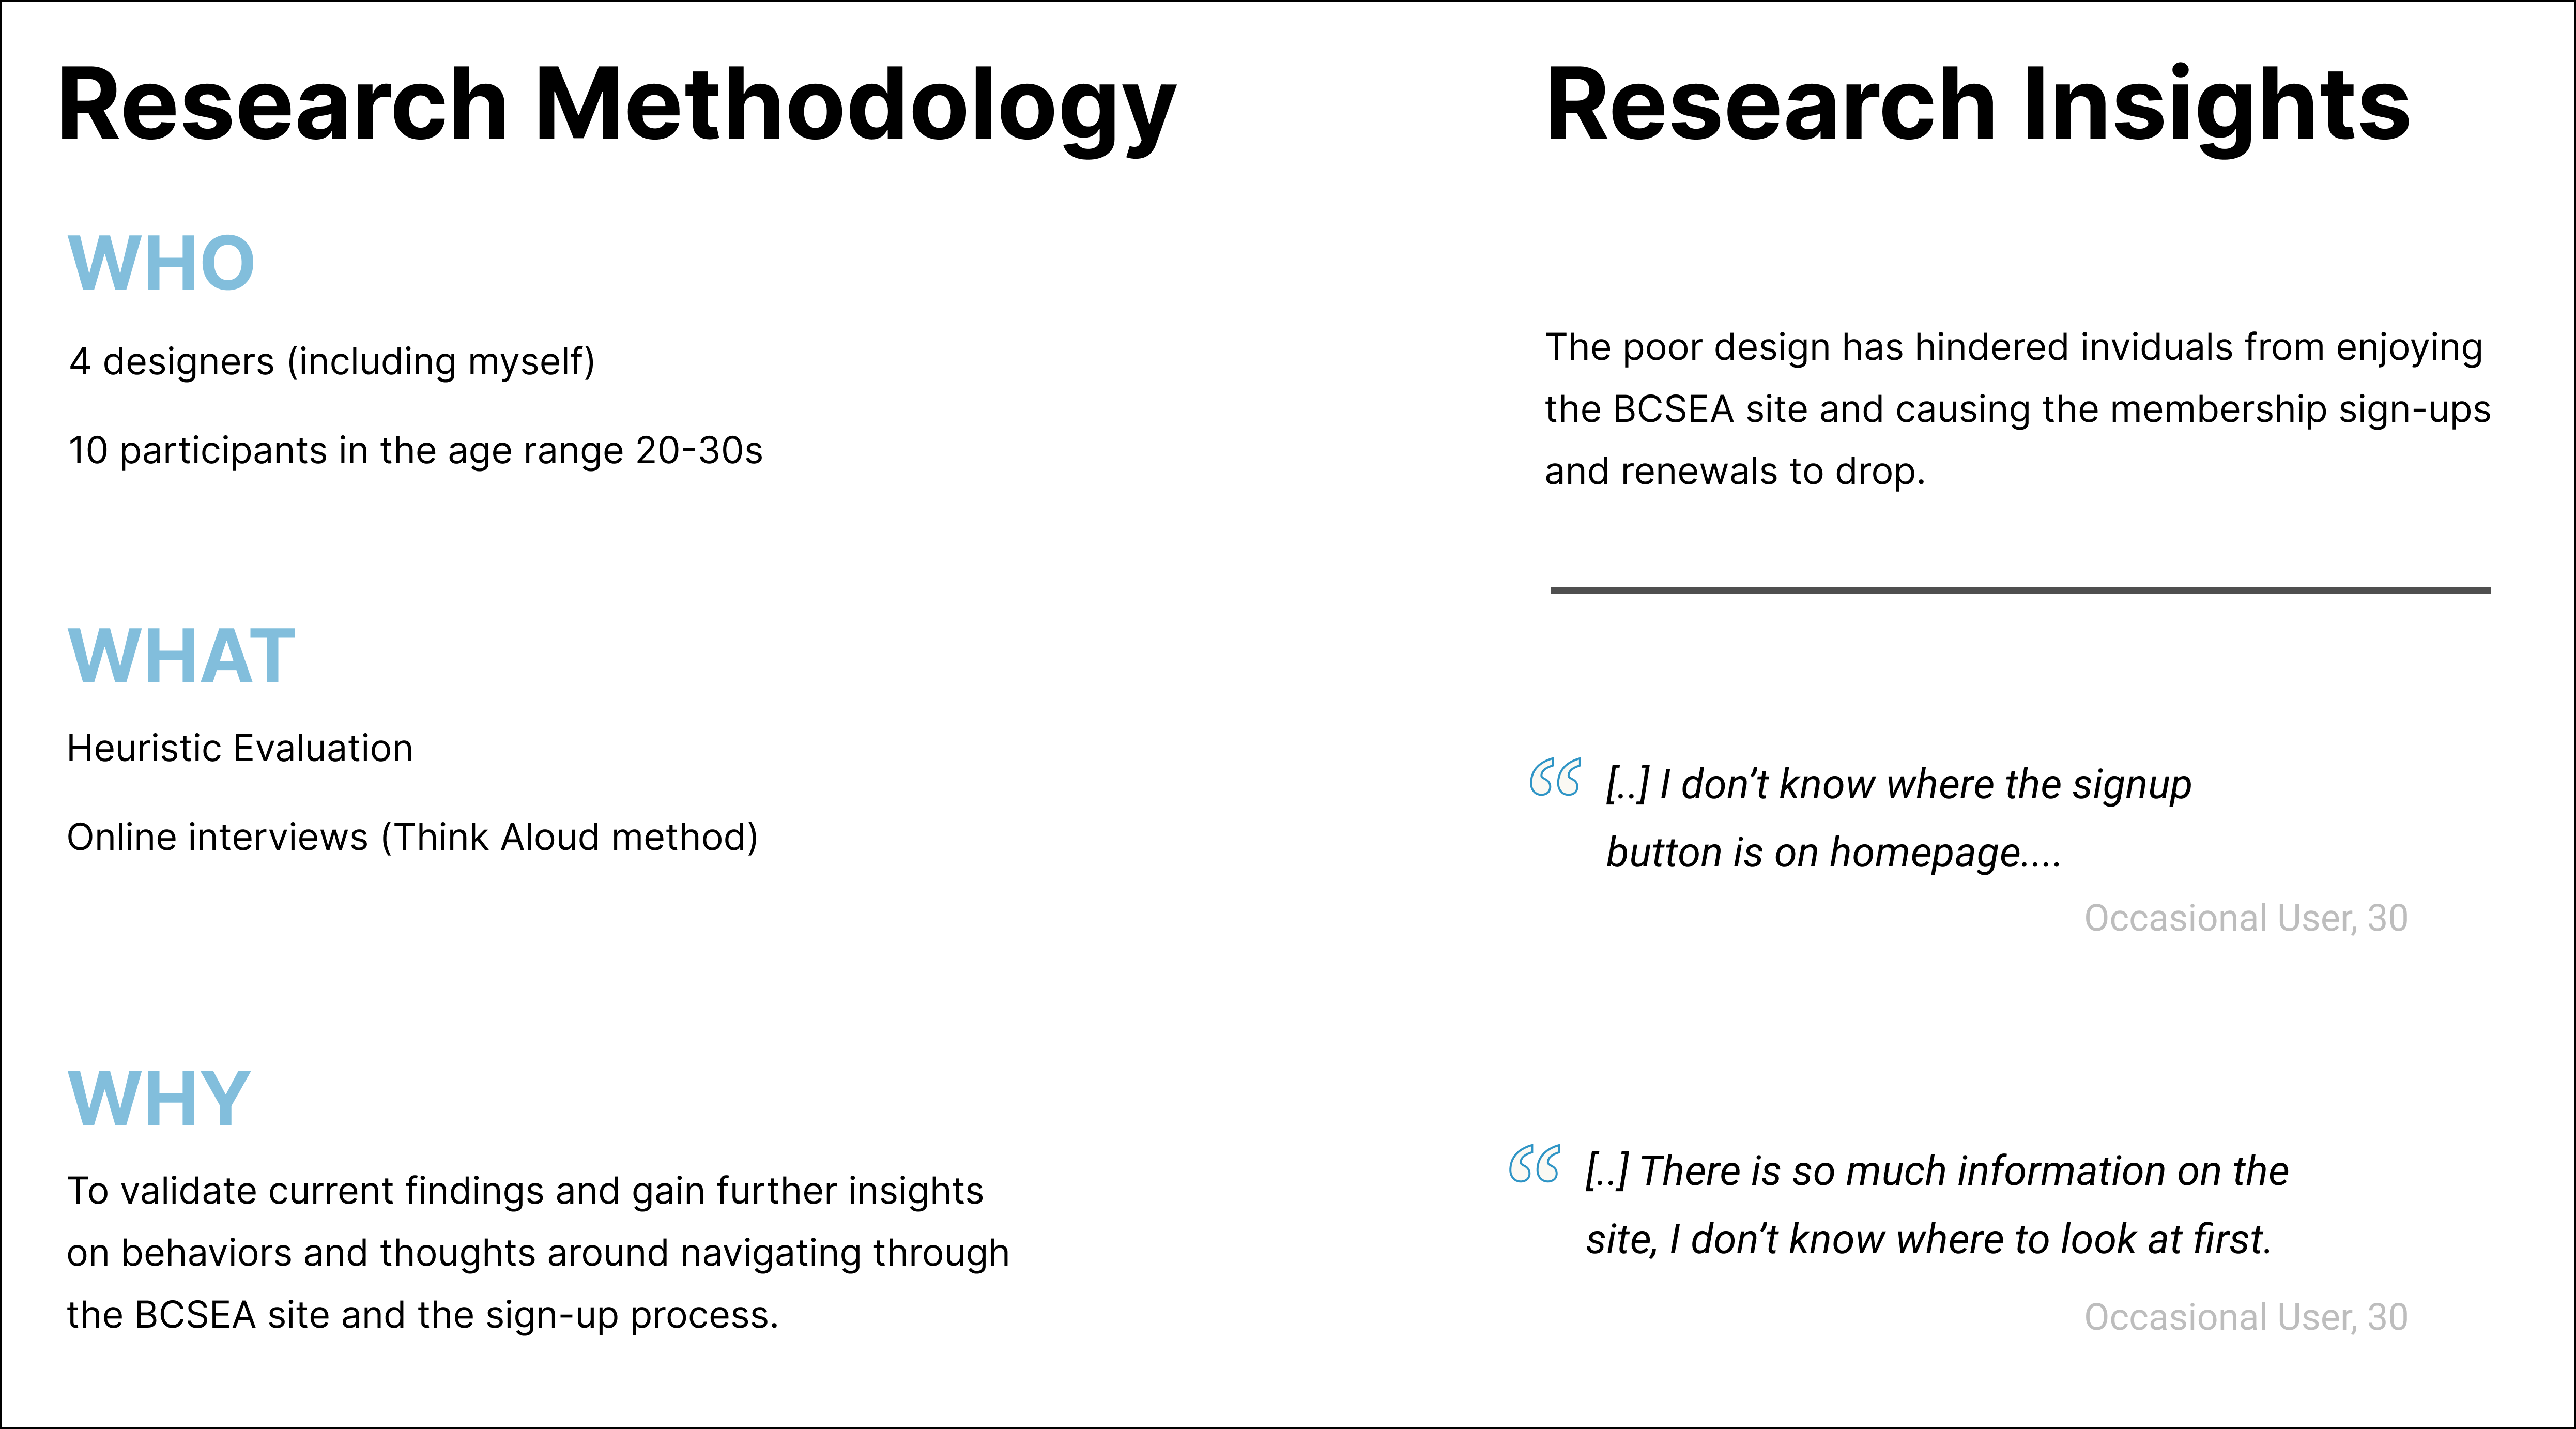 Research Methodology
WHO
4 designers (including myself)
10 participants in the age range 20-30s
WHAT
Heuristic Evaluation
Online interviews (Think Aloud method)
WHY
To validate current findings and gain further insights
on behaviors and thoughts around navigating through
the BCSEA site and the sign-up process.
Research Insights
The poor design has hindered inviduals from enjoying
the BCSEA site and causing the membership sign-ups
and renewals to drop.
“ [..] I don’t know where the signup
button is on homepage....
Occasional User, 30
“ [..] There is so much information on the
site, I don’t know where to look at first.
Occasional User, 30